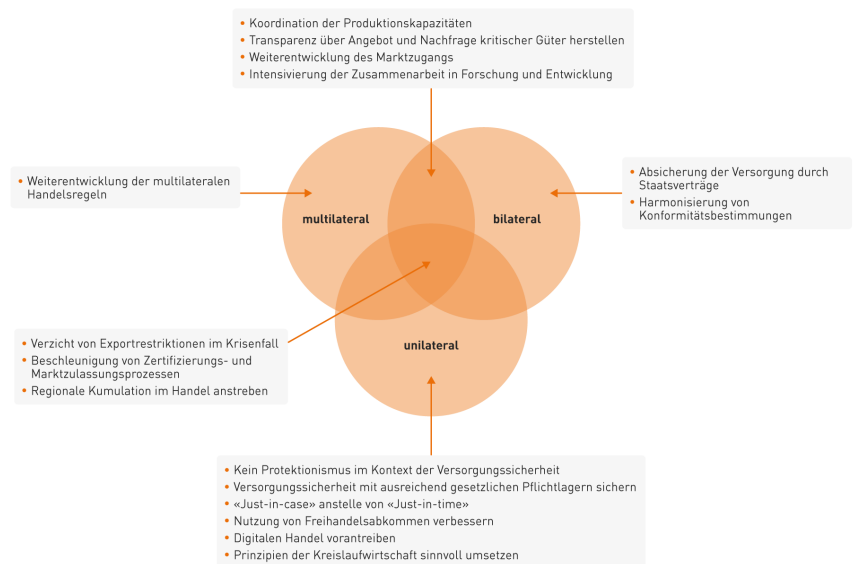 • Koordination der Produktionskapazitäten
• Transparenz über Angebot und Nachfrage kritischer Güter herstellen
• Weiterentwicklung des Marktzugangs
• Intensivierung der Zusammenarbeit in Forschung und Entwicklung
• Weiterentwicklung der multilateralen
Handelsregeln
• Absicherung der Versorgung durch
Staatsverträge
• Harmonisierung von
Konformitätsbestimmungen
multilateral
bilateral
unilateral
• Verzicht von Exportrestriktionen im Krisenfall
• Beschleunigung von Zertifizierungs- und
Marktzulassungsprozessen
• Regionale Kumulation im Handel anstreben
• Kein Protektionismus im Kontext der Versorgungssicherheit
• Versorgungssicherheit mit ausreichend gesetzlichen Pflichtlagern sichern
• «Just-in-case» anstelle von «Just-in-time»
• Nutzung von Freihandelsabkommen verbessern
• Digitalen Handel vorantreiben
• Prinzipien der Kreislaufwirtschaft sinnvoll umsetzen